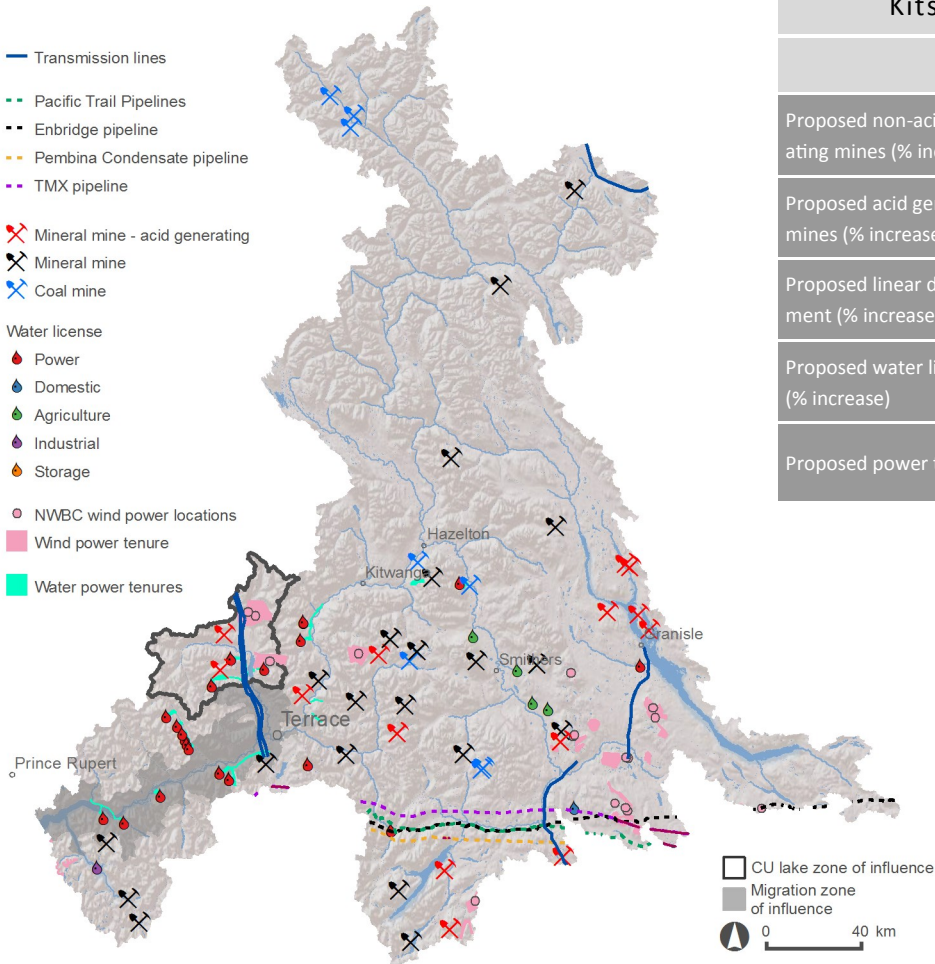 Kits
Transmission lines
Pacific Trail Pipelines
Enbridge pipeline
Pembina Condensate pipeline
TMX pipeline
Mineral mine - acid generating
Mineral mine
Coal mine
Water license
Power
Domestic
Agriculture
Industrial
Storage
NWBC wind power locations
Wind power tenure
Water power tenures
Proposed non-aci
ating mines (% in
Proposed acid ge
mines (% increase
Proposed linear d
ment (% increase
Proposed water li
(% increase)
Proposed power t
Hazelton
Kitwanga
Granisle
Smithers
Terrace
Prince Rupert
CU lake zone of influence
Migration zone
of influence
0 40 km